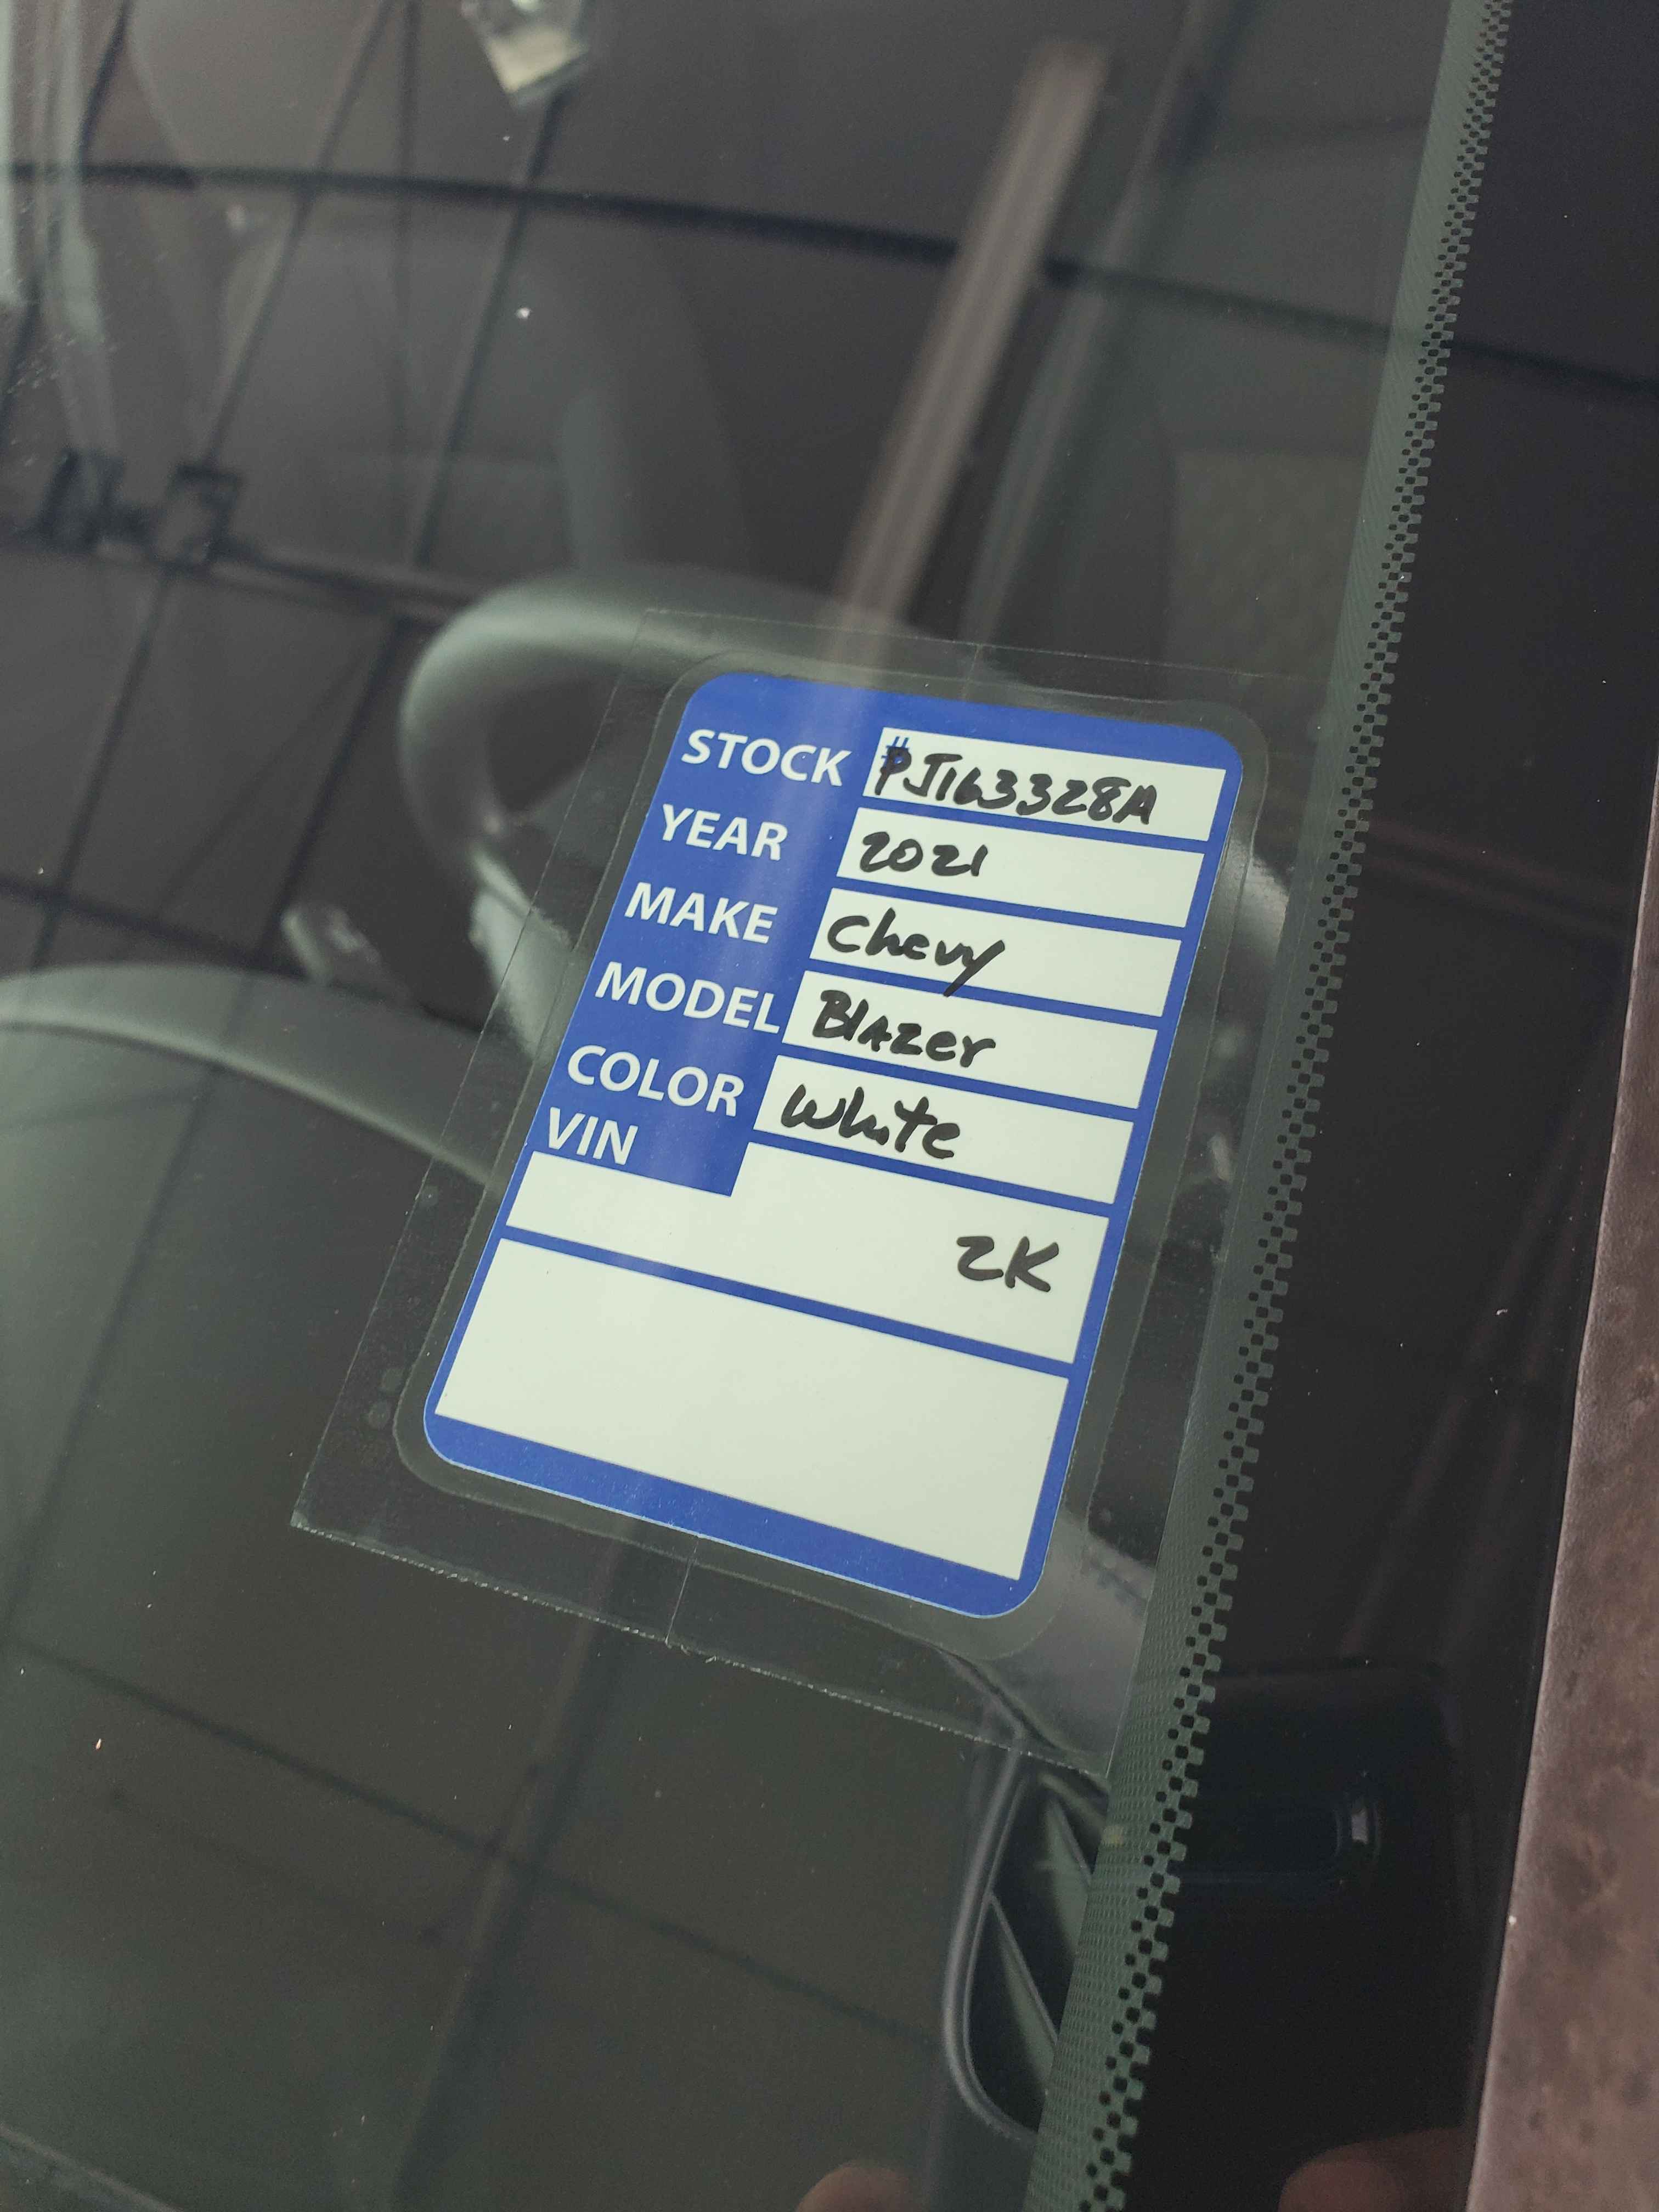 STOCK # PJ163328A
YEAR 2021
MAKE Chevy
MODEL Blazer
COLOR White
VIN
2K